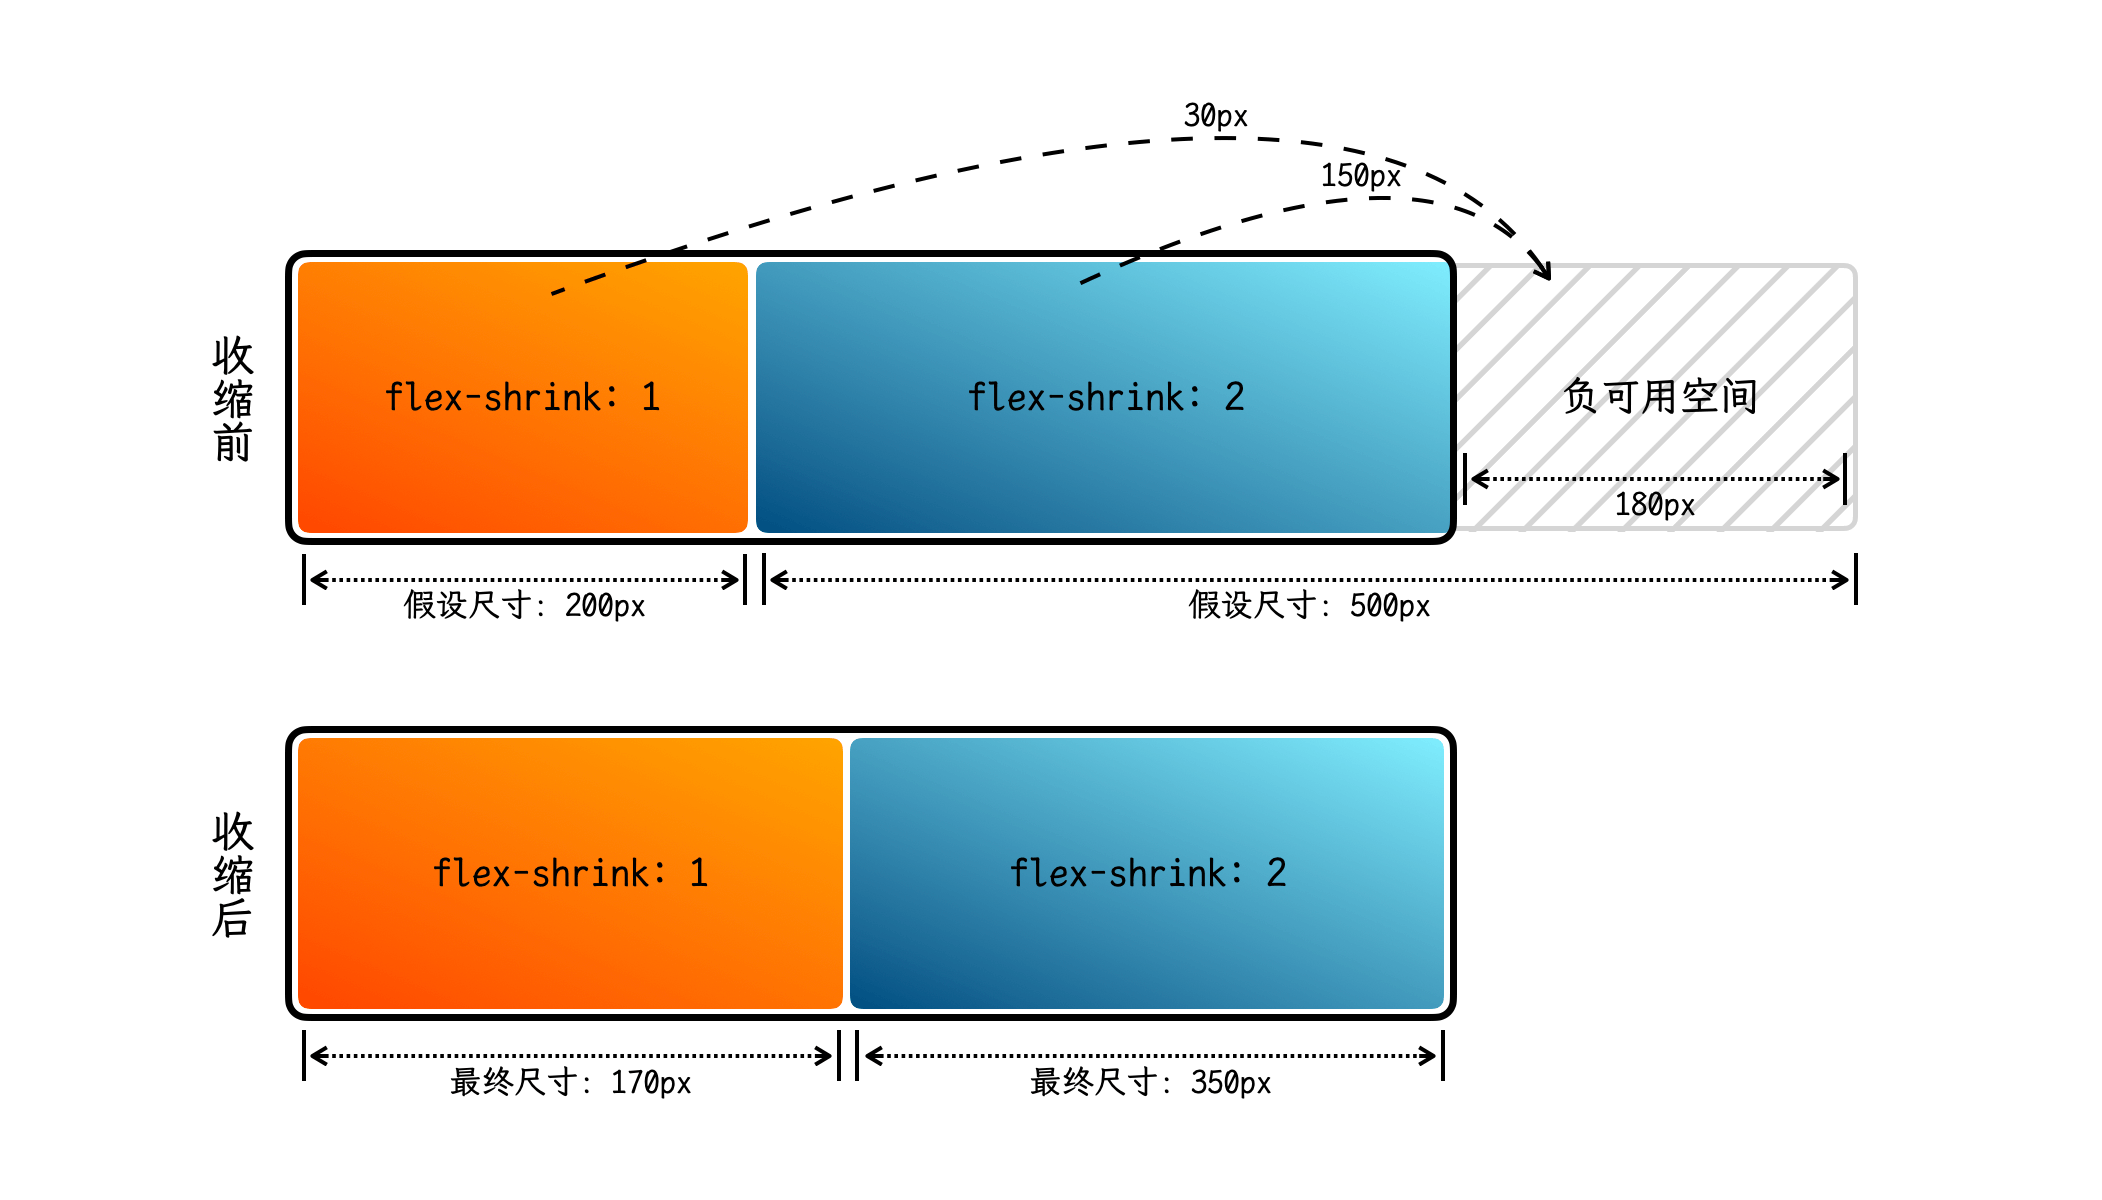 30px
150px
收缩前
flex-shrink: 1
flex-shrink: 2
负可用空间
180px
假设尺寸: 200px
假设尺寸: 500px
收缩后
flex-shrink: 1
flex-shrink: 2
最终尺寸: 170px
最终尺寸: 350px